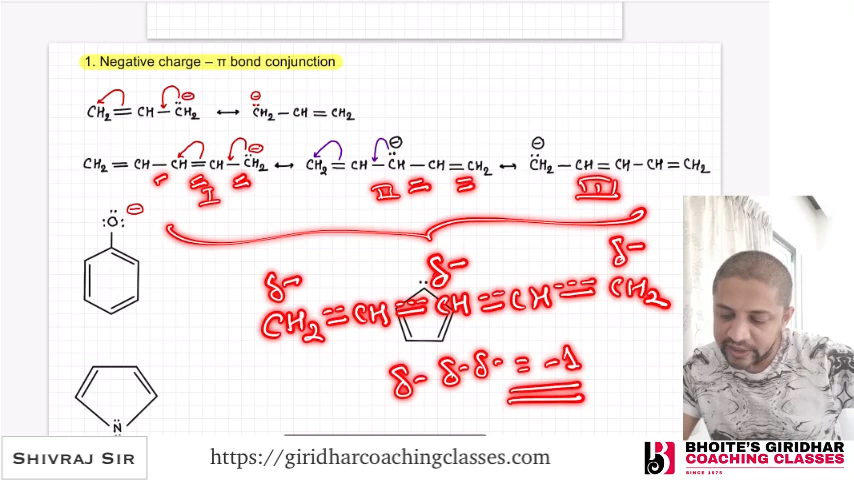 1. Negative charge – π bond conjunction
CH₂ = CH – C̈H₂ ⊖ ↔ ⊖ C̈H₂ – CH = CH₂
CH₂ = CH – CH = CH – C̈H₂ ⊖ ↔ CH₂ = CH – C̈H ⊖ – CH = CH₂ ↔ ⊖ C̈H₂ – CH = CH – CH = CH₂
I II III
:Ö: ⊖
δ- δ- δ-
CH₂ = CH = CH = CH = CH₂
δ- δ- δ- = -1
N̈
SHIVRAJ SIR
https://giridharcoachingclasses.com
BHOITE'S GIRIDHAR
COACHING CLASSES
SINCE 1975